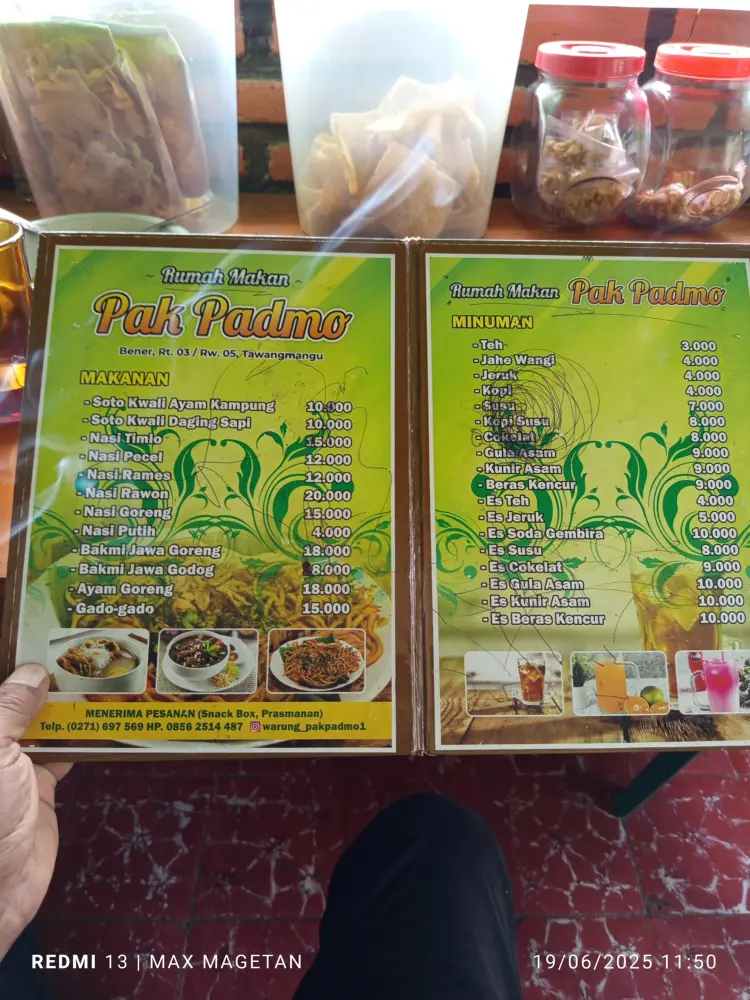 Rumah Makan
Pak Padmo
Bener, Rt. 03 / Rw. 05, Tawangmangu
MAKANAN
- Soto Kwali Ayam Kampung 10.000
- Soto Kwali Daging Sapi 10.000
- Nasi Timlo 15.000
- Nasi Pecel 12.000
- Nasi Rames 12.000
- Nasi Rawon 20.000
- Nasi Goreng 15.000
- Nasi Putih 4.000
- Bakmi Jawa Goreng 18.000
- Bakmi Jawa Godog 8.000
- Ayam Goreng 18.000
- Gado-gado 15.000
MENERIMA PESANAN (Snack Box, Prasmanan)
Telp. (0271) 697 569 HP. 0856 2514 487 warung_pakpadmo1
Rumah Makan Pak Padmo
MINUMAN
- Teh 3.000
- Jahe Wangi 4.000
- Jeruk 4.000
- Kopi 4.000
- Susu 7.000
- Kopi Susu 8.000
- Cokelat 8.000
- Gula Asam 9.000
- Kunir Asam 9.000
- Beras Kencur 9.000
- Es Teh 4.000
- Es Jeruk 5.000
- Es Soda Gembira 10.000
- Es Susu 8.000
- Es Cokelat 9.000
- Es Gula Asam 10.000
- Es Kunir Asam 10.000
- Es Beras Kencur 10.000
REDMI 13 | MAX MAGETAN
19/06/2025 11:50